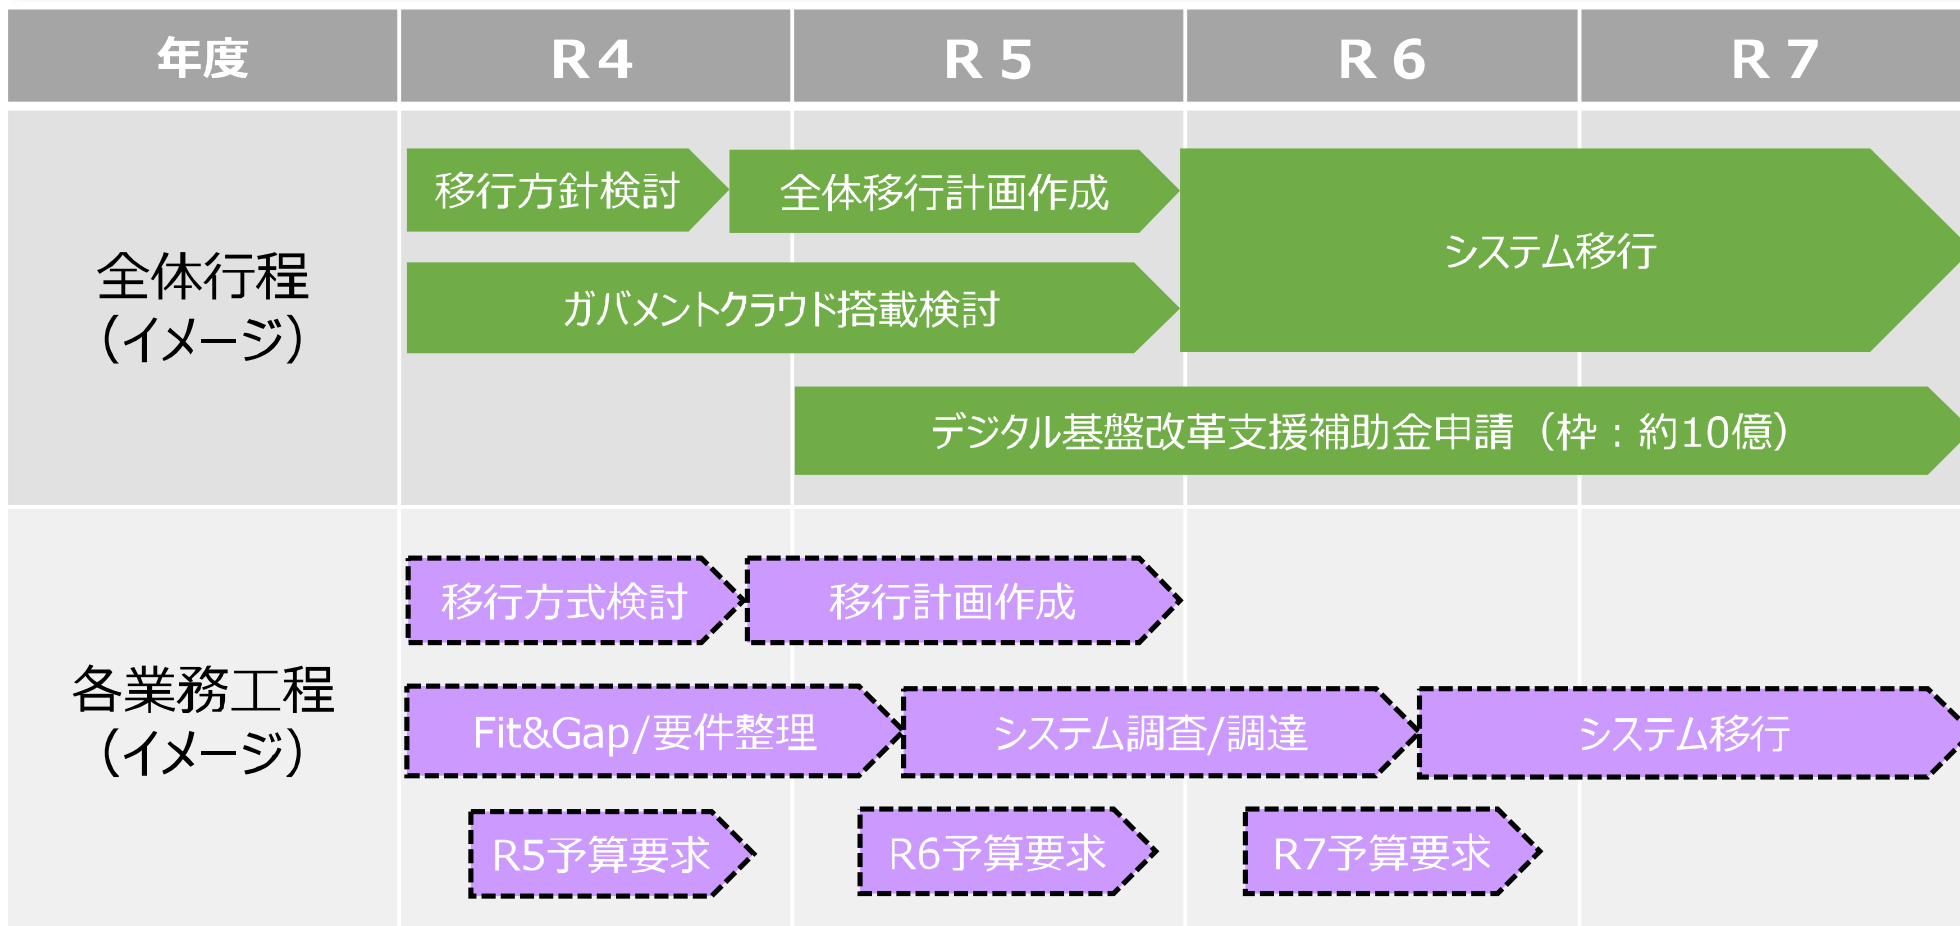 年度
R4
R5
R6
R7
全体行程
（イメージ）
移行方針検討
全体移行計画作成
システム移行
ガバメントクラウド搭載検討
デジタル基盤改革支援補助金申請（枠：約10億）
各業務工程
（イメージ）
移行方式検討
移行計画作成
Fit&Gap/要件整理
システム調査/調達
システム移行
R5予算要求
R6予算要求
R7予算要求